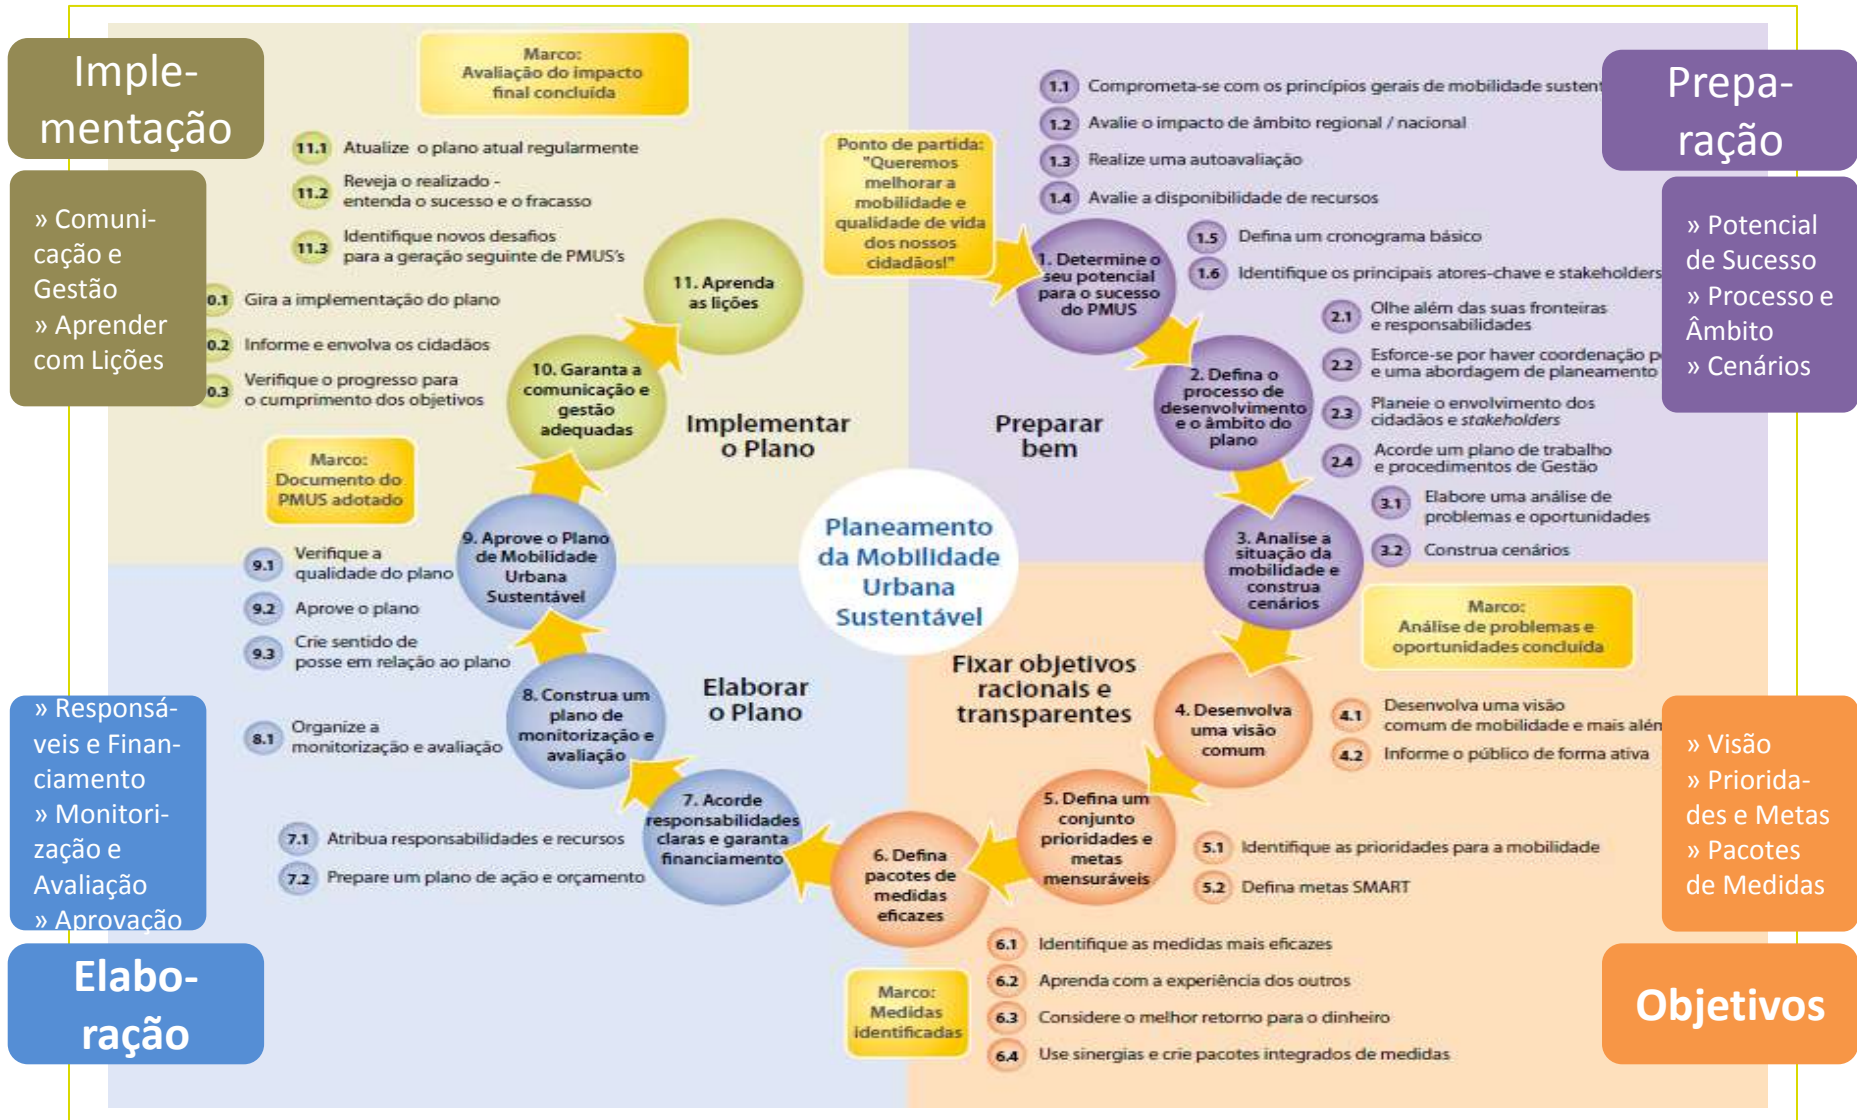 Imple-
mentação
» Comuni-
cação e
Gestão
» Aprender
com Lições
Marco:
Avaliação do impacto
final concluída
11.1 Atualize o plano atual regularmente
11.2 Reveja o realizado -
entenda o sucesso e o fracasso
11.3 Identifique novos desafios
para a geração seguinte de PMUS's
0.1 Gira a implementação do plano
0.2 Informe e envolva os cidadãos
0.3 Verifique o progresso para
o cumprimento dos objetivos
11. Aprenda
as lições
10. Garanta a
comunicação e
gestão
adequadas
Implementar
o Plano
Marco:
Documento do
PMUS adotado
Ponto de partida:
"Queremos
melhorar a
mobilidade e
qualidade de vida
dos nossos
cidadãos!"
Prepa-
ração
» Potencial
de Sucesso
» Processo e
Âmbito
» Cenários
1.1 Comprometa-se com os princípios gerais de mobilidade sustent
1.2 Avalie o impacto de âmbito regional / nacional
1.3 Realize uma autoavaliação
1.4 Avalie a disponibilidade de recursos
1.5 Defina um cronograma básico
1.6 Identifique os principais atores-chave e stakeholders
1. Determine o
seu potencial
para o sucesso
do PMUS
2.1 Olhe além das suas fronteiras
e responsabilidades
2.2 Esforce-se por haver coordenação p
e uma abordagem de planeamento
2.3 Planeie o envolvimento dos
cidadãos e stakeholders
2.4 Acorde um plano de trabalho
e procedimentos de Gestão
2. Defina o
processo de
desenvolvimento
e o âmbito do
plano
Preparar
bem
3.1 Elabore uma análise de
problemas e oportunidades
3.2 Construa cenários
3. Analise a
situação da
mobilidade e
construa
cenários
Planeamento
da Mobilidade
Urbana
Sustentável
Marco:
Análise de problemas e
oportunidades concluída
Fixar objetivos
racionais e
transparentes
4. Desenvolva
uma visão
comum
4.1 Desenvolva uma visão
comum de mobilidade e mais alén
4.2 Informe o público de forma ativa
5. Defina um
conjunto
prioridades e
metas
mensuráveis
5.1 Identifique as prioridades para a mobilidade
5.2 Defina metas SMART
6. Defina
pacotes de
medidas
eficazes
6.1 Identifique as medidas mais eficazes
6.2 Aprenda com a experiência dos outros
6.3 Considere o melhor retorno para o dinheiro
6.4 Use sinergias e crie pacotes integrados de medidas
Marco:
Medidas
identificadas
» Visão
» Priorida-
des e Metas
» Pacotes
de Medidas
Objetivos
7. Acorde
responsabilidades
claras e garanta
financiamento
7.1 Atribua responsabilidades e recursos
7.2 Prepare um plano de ação e orçamento
8. Construa um
plano de
monitorização e
avaliação
8.1 Organize a
monitorização e avaliação
Elaborar
o Plano
9. Aprove o Plano
de Mobilidade
Urbana
Sustentável
9.1 Verifique a
qualidade do plano
9.2 Aprove o plano
9.3 Crie sentido de
posse em relação ao plano
» Responsá-
veis e Finan-
ciamento
» Monitori-
zação e
Avaliação
» Aprovação
Elabo-
ração